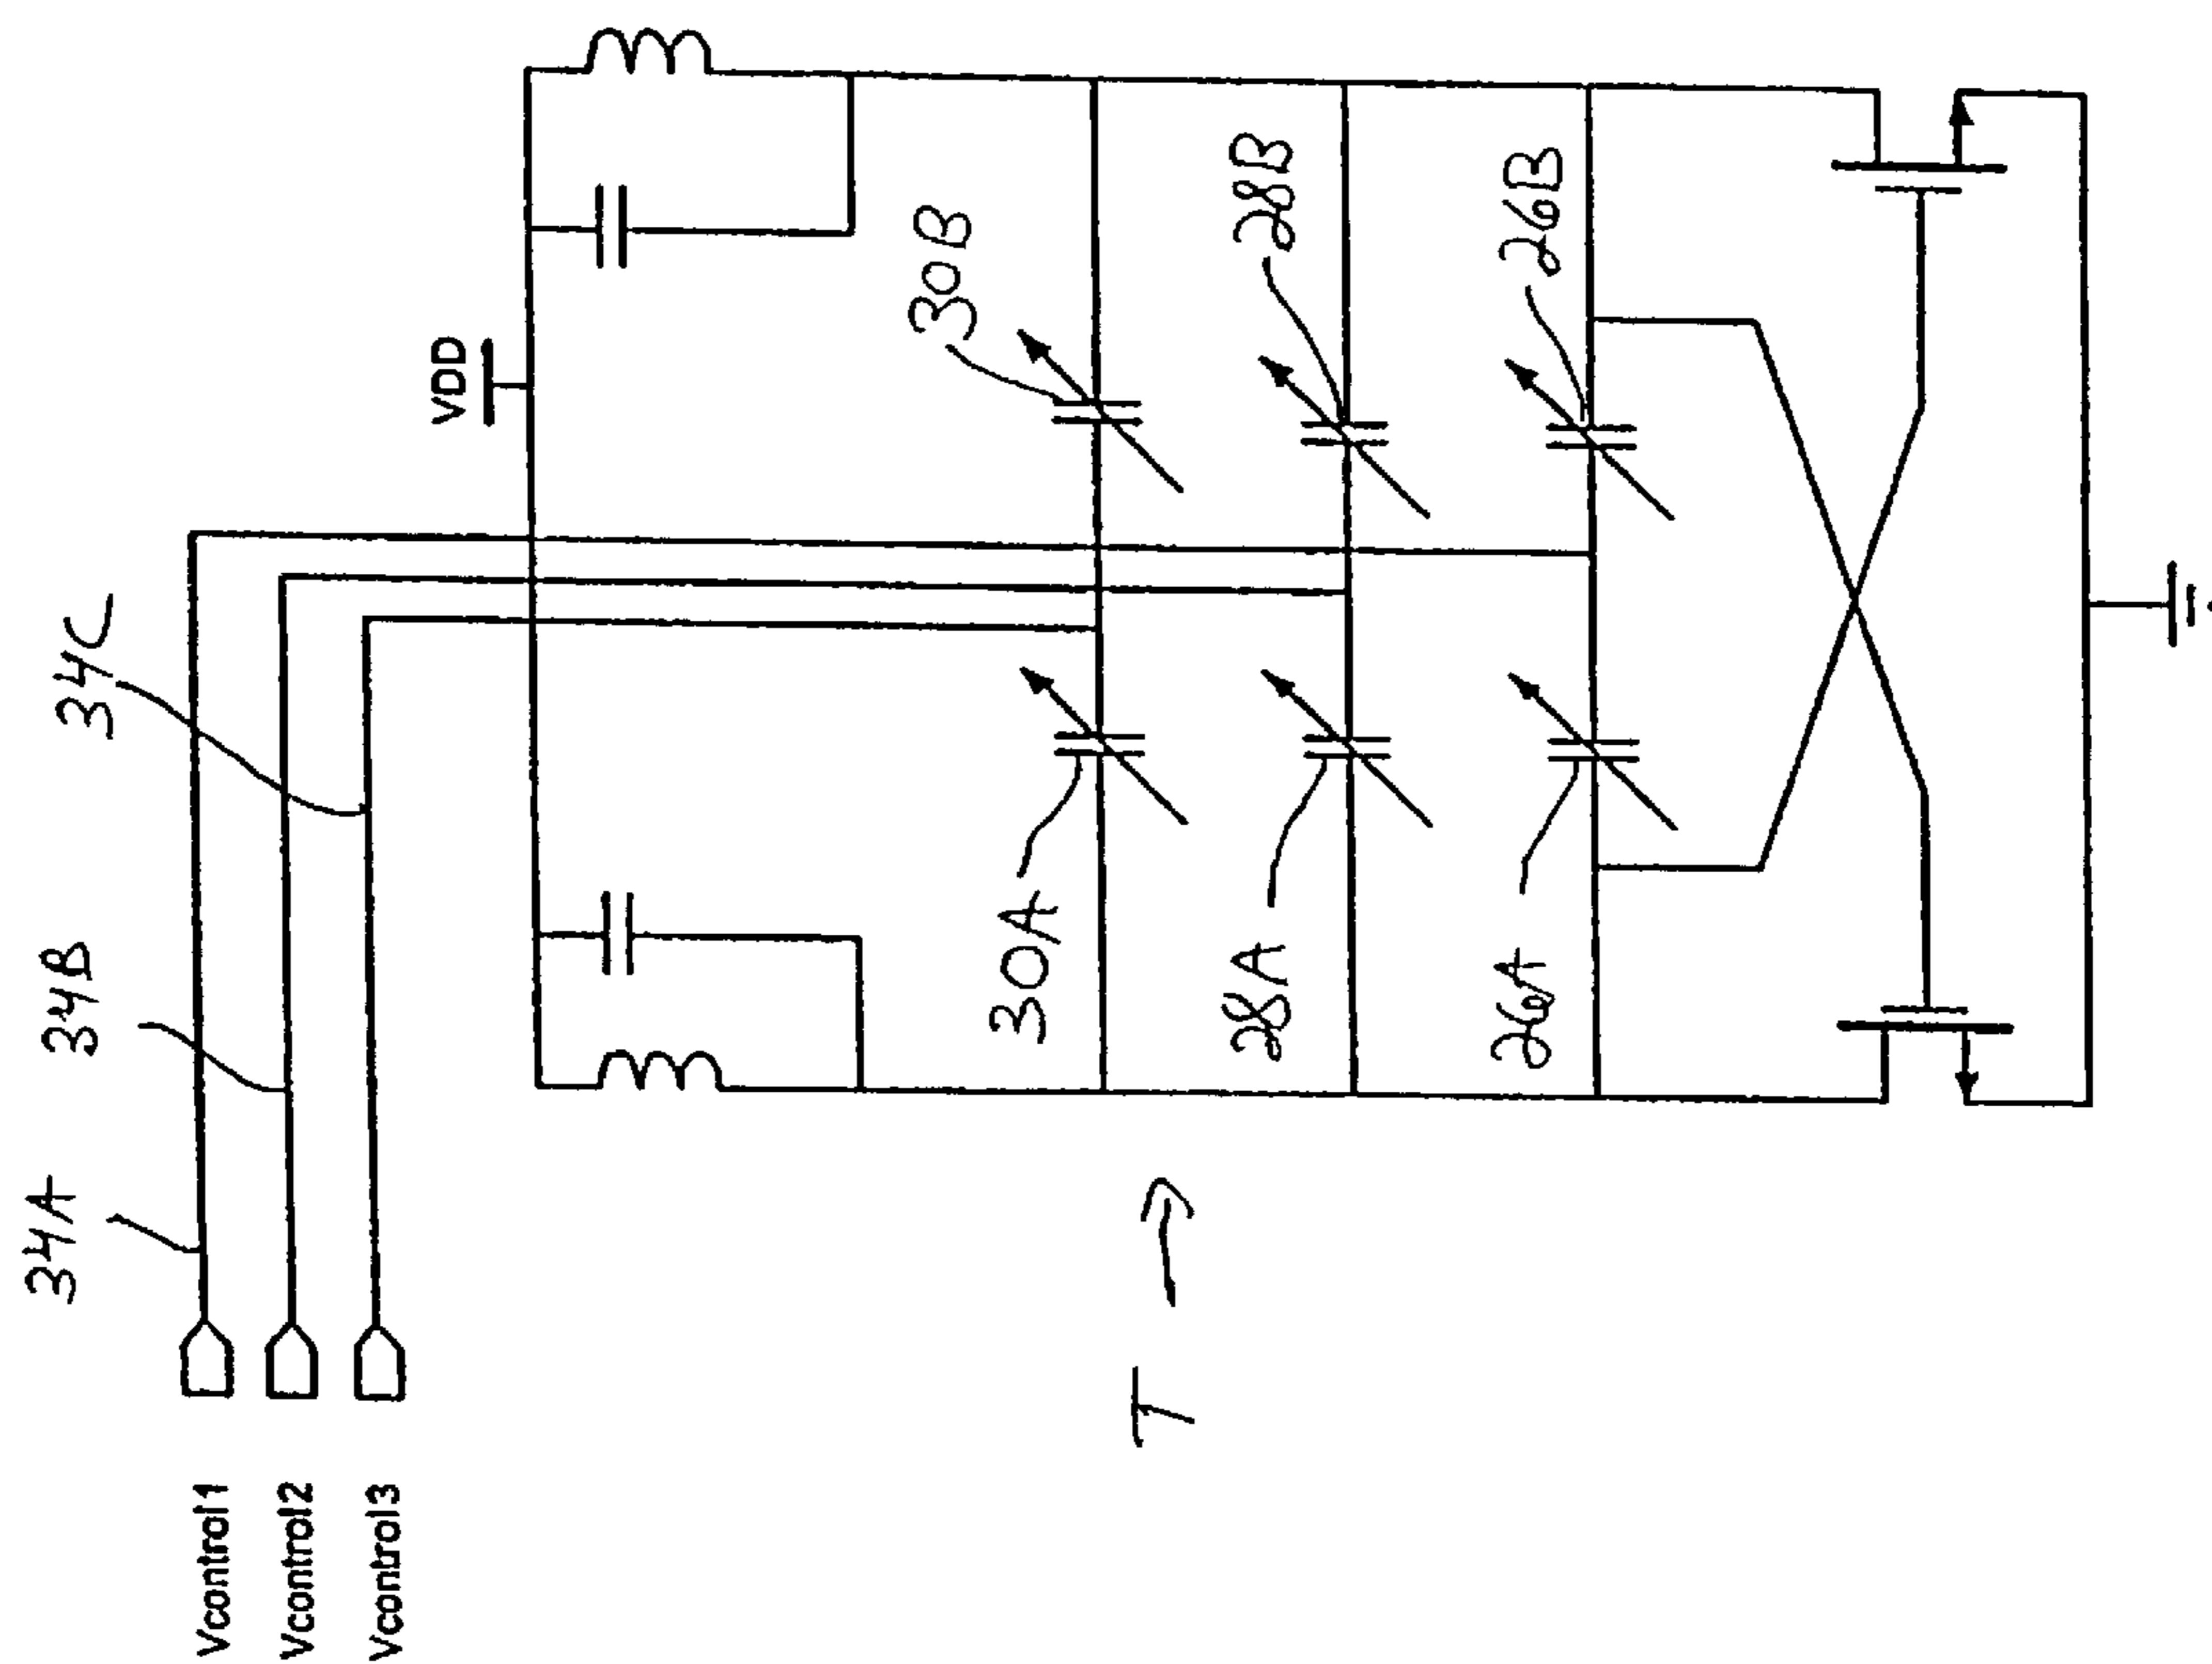 Vcontrol1
Vcontrol2
Vcontrol3
34A
34B
34C
VDD
30A
30B
28A
28B
26A
26B
T